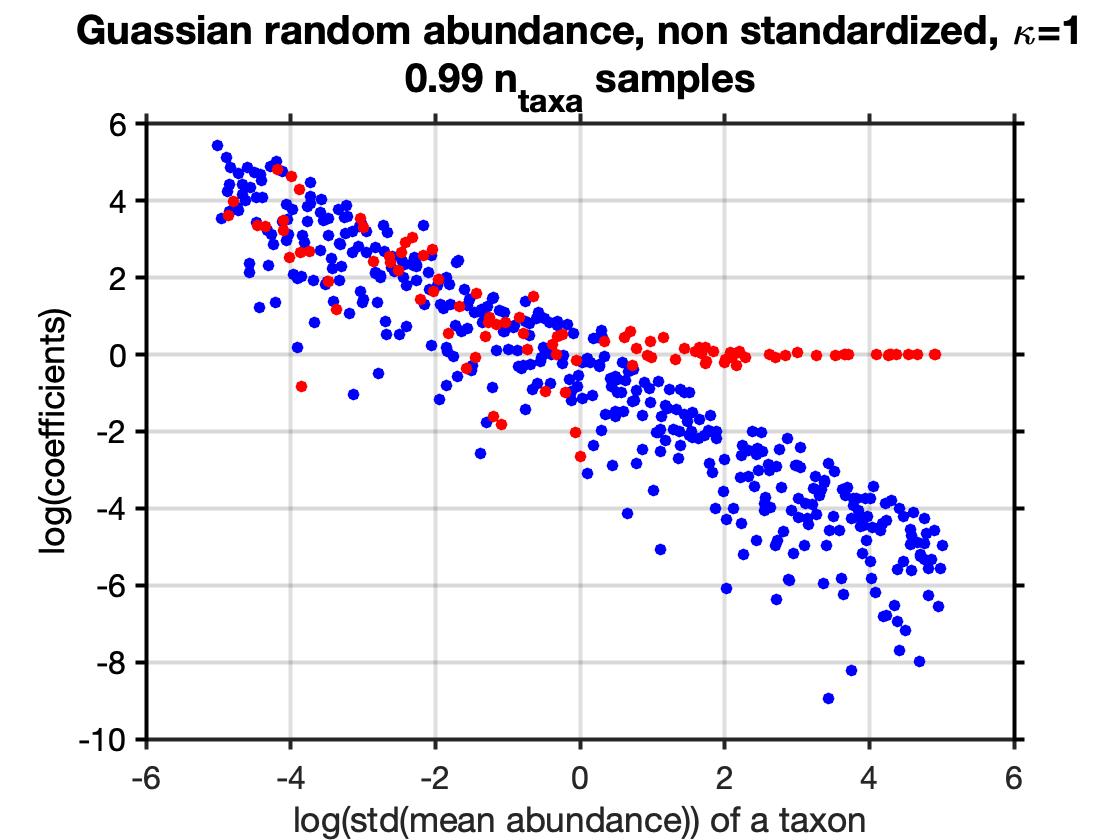 Guassian random abundance, non standardized, κ=1
0.99 n_taxa samples
6
4
2
0
-2
-4
-6
-8
-10
log(coefficients)
-6 -4 -2 0 2 4 6
log(std(mean abundance)) of a taxon